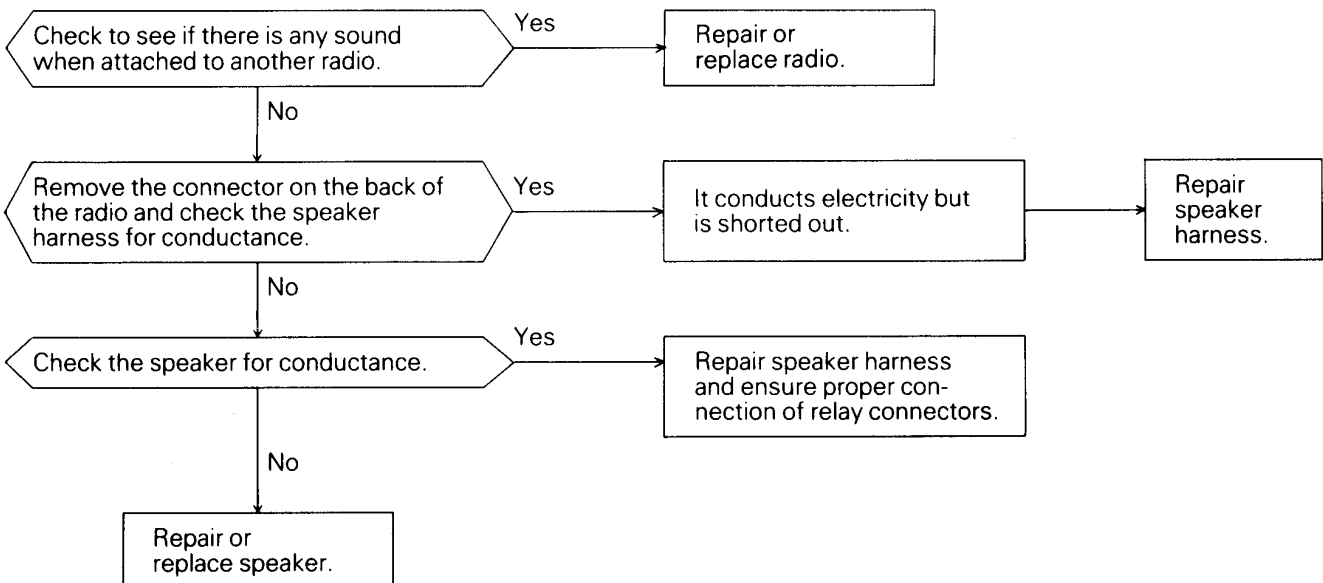 Check to see if there is any sound
when attached to another radio.
Yes
Repair or
replace radio.
No
Remove the connector on the back of
the radio and check the speaker
harness for conductance.
Yes
It conducts electricity but
is shorted out.
Repair
speaker
harness.
No
Check the speaker for conductance.
Yes
Repair speaker harness
and ensure proper con-
nection of relay connectors.
No
Repair or
replace speaker.